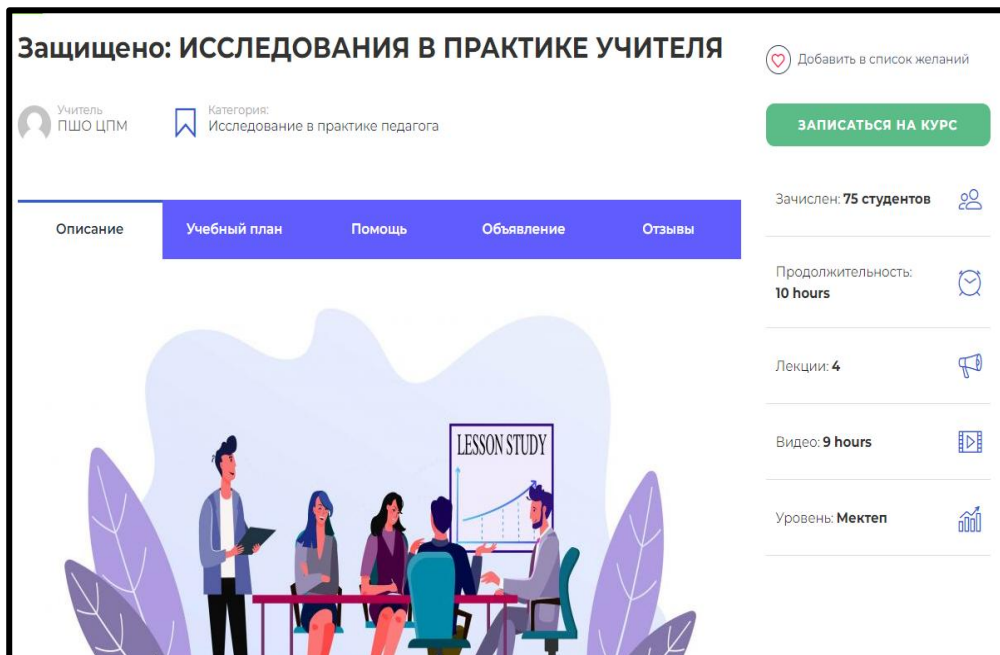 Защищено: ИССЛЕДОВАНИЯ В ПРАКТИКЕ УЧИТЕЛЯ
Учитель
ПШО ЦПМ
Категория:
Исследование в практике педагога
Описание
Учебный план
Помощь
Объявление
Отзывы
LESSON STUDY
Добавить в список желаний
ЗАПИСАТЬСЯ НА КУРС
Зачислен: 75 студентов
Продолжительность:
10 hours
Лекции: 4
Видео: 9 hours
Уровень: Мектеп